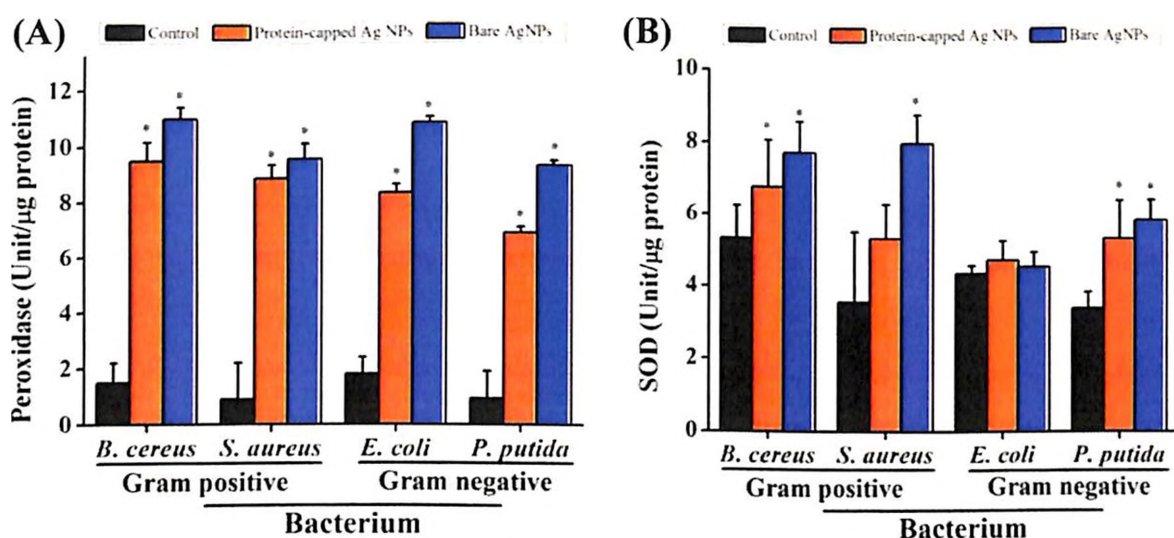 (A)
Control Protein-capped Ag NPs Bare AgNPs
Peroxidase (Unit/µg protein)
12
10
8
6
4
2
0
* * * * * * * *
B. cereus S. aureus E. coli P. putida
Gram positive Gram negative
Bacterium
(B)
Control Protein-capped Ag NPs Bare AgNPs
SOD (Unit/µg protein)
10
8
6
4
2
0
* * * * *
B. cereus S. aureus E. coli P. putida
Gram positive Gram negative
Bacterium